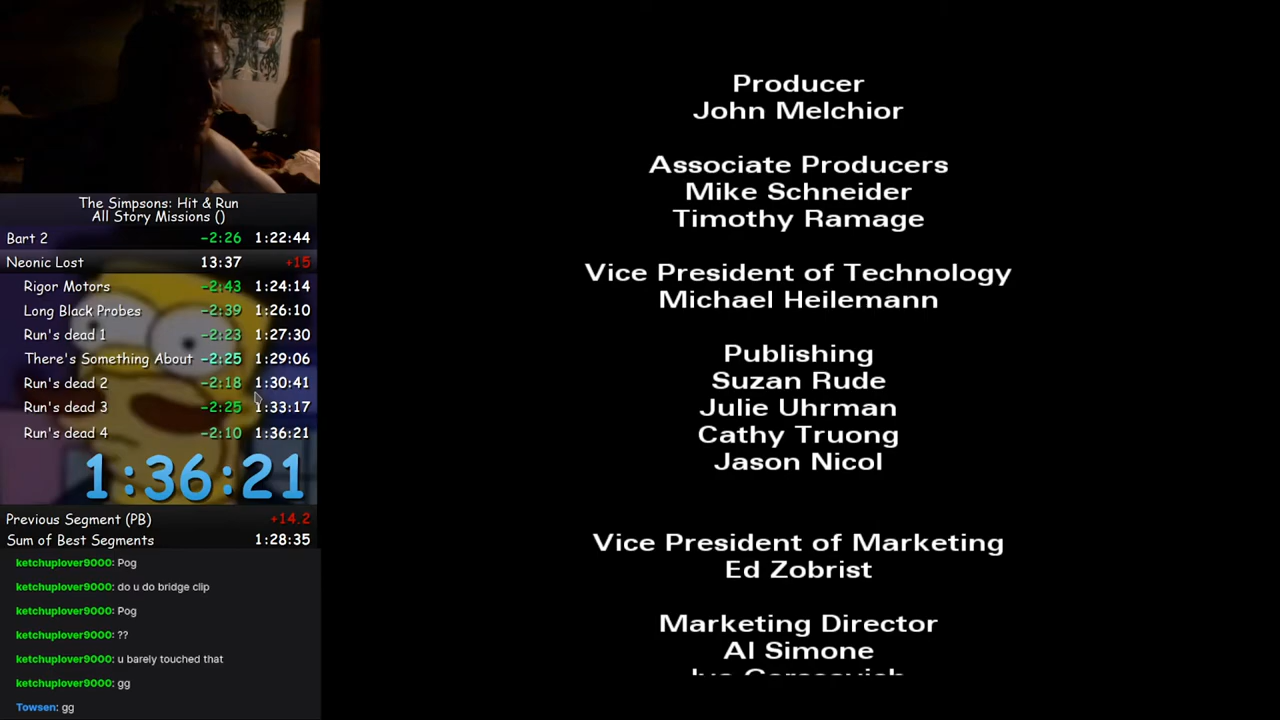 The Simpsons: Hit & Run
All Story Missions ()
Bart 2 -2:26 1:22:44
Neonic Lost 13:37 +15
Rigor Motors -2:43 1:24:14
Long Black Probes -2:39 1:26:10
Run's dead 1 -2:23 1:27:30
There's Something About -2:25 1:29:06
Run's dead 2 -2:18 1:30:41
Run's dead 3 -2:25 1:33:17
Run's dead 4 -2:10 1:36:21
1:36:21
Previous Segment (PB) +14.2
Sum of Best Segments 1:28:35
ketchuplover9000: Pog
ketchuplover9000: do u do bridge clip
ketchuplover9000: Pog
ketchuplover9000: ??
ketchuplover9000: u barely touched that
ketchuplover9000: gg
Towsen: gg
Producer
John Melchior
Associate Producers
Mike Schneider
Timothy Ramage
Vice President of Technology
Michael Heilemann
Publishing
Suzan Rude
Julie Uhrman
Cathy Truong
Jason Nicol
Vice President of Marketing
Ed Zobrist
Marketing Director
Al Simone